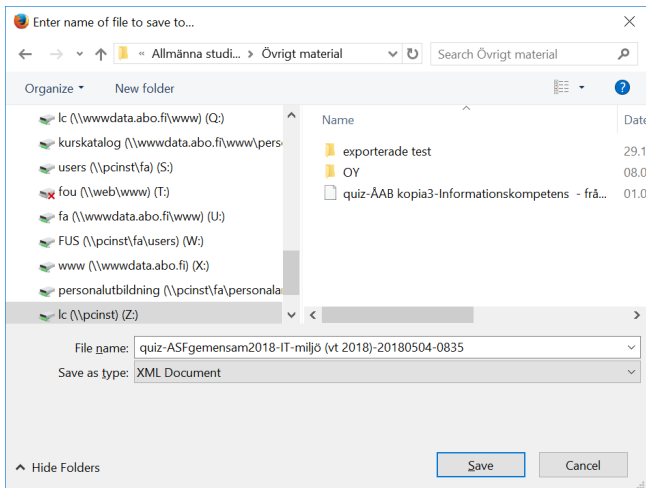 Enter name of file to save to...
« Allmänna studi... › Övrigt material
Search Övrigt material
Organize
New folder
lc (\\wwwdata.abo.fi\www) (Q:)
kurskatalog (\\wwwdata.abo.fi\www\pers
users (\\pcinst\fa) (S:)
fou (\\web\www) (T:)
fa (\\wwwdata.abo.fi\www) (U:)
FUS (\\pcinst\fa\users) (W:)
www (\\wwwdata.abo.fi) (X:)
personalutbildning (\\pcinst\fa\personala
lc (\\pcinst) (Z:)
Name Date
exporterade test 29.1
OY 08.0
quiz-ÅAB kopia3-Informationskompetens - frå... 01.0
File name: quiz-ASFgemensam2018-IT-miljö (vt 2018)-20180504-0835
Save as type: XML Document
Hide Folders
Save
Cancel